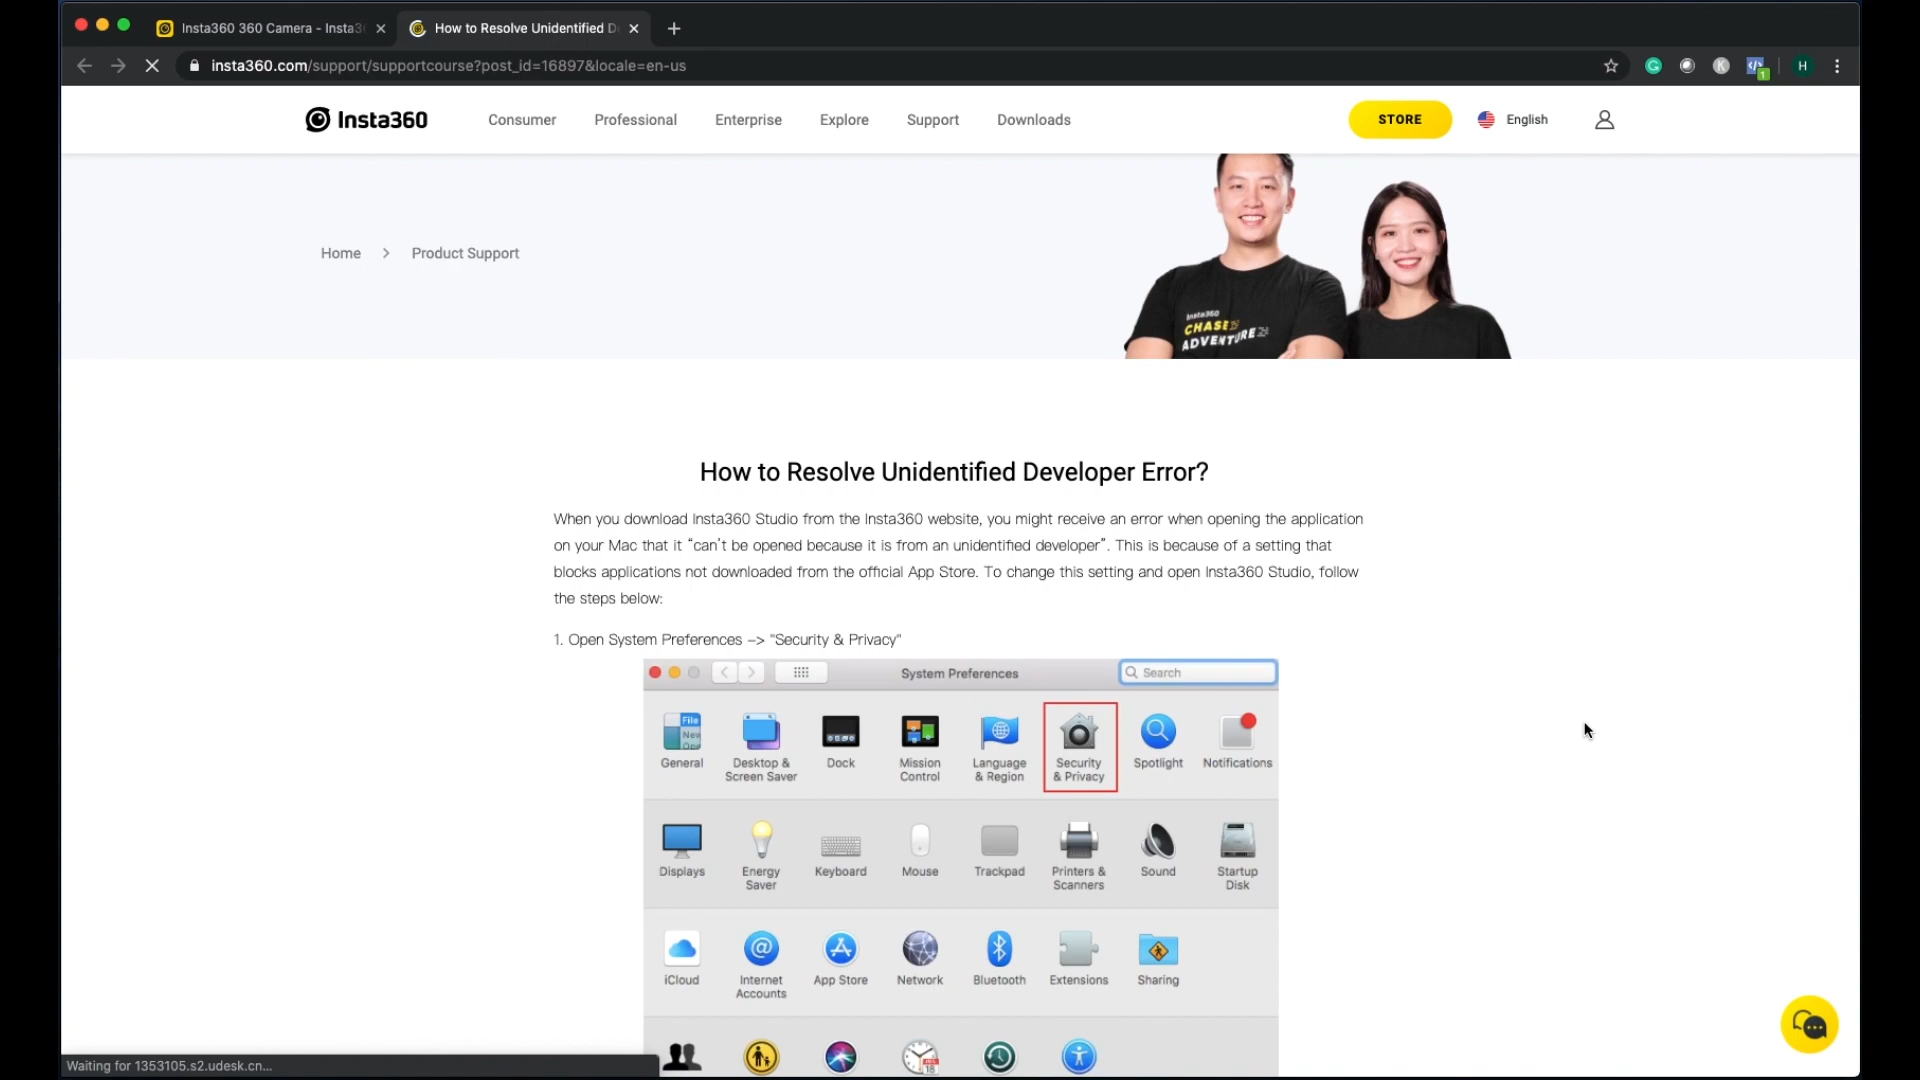 Insta360 360 Camera - Insta3
How to Resolve Unidentified D
insta360.com/support/supportcourse?post_id=16897&locale=en-us
G
K
1
H
Insta360
Consumer
Professional
Enterprise
Explore
Support
Downloads
STORE
English
Home > Product Support
Insta360
CHASE
ADVENTURE
How to Resolve Unidentified Developer Error?
When you download Insta360 Studio from the Insta360 website, you might receive an error when opening the application
on your Mac that it “can’t be opened because it is from an unidentified developer”. This is because of a setting that
blocks applications not downloaded from the official App Store. To change this setting and open Insta360 Studio, follow
the steps below:
1. Open System Preferences –> "Security & Privacy"
System Preferences
Search
File
New
Ope
General
Desktop &
Screen Saver
Dock
Mission
Control
Language
& Region
Security
& Privacy
Spotlight
Notifications
Displays
Energy
Saver
Keyboard
Mouse
Trackpad
Printers &
Scanners
Sound
Startup
Disk
iCloud
Internet
Accounts
App Store
Network
Bluetooth
Extensions
Sharing
18
Waiting for 1353105.s2.udesk.cn...